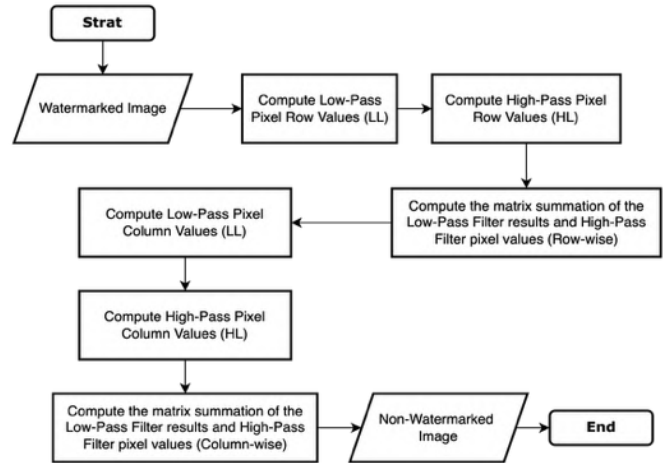 Strat
Watermarked Image
Compute Low-Pass
Pixel Row Values (LL)
Compute High-Pass Pixel
Row Values (HL)
Compute the matrix summation of the
Low-Pass Filter results and High-Pass
Filter pixel values (Row-wise)
Compute Low-Pass Pixel
Column Values (LL)
Compute High-Pass Pixel
Column Values (HL)
Compute the matrix summation of the
Low-Pass Filter results and High-Pass
Filter pixel values (Column-wise)
Non-Watermarked
Image
End